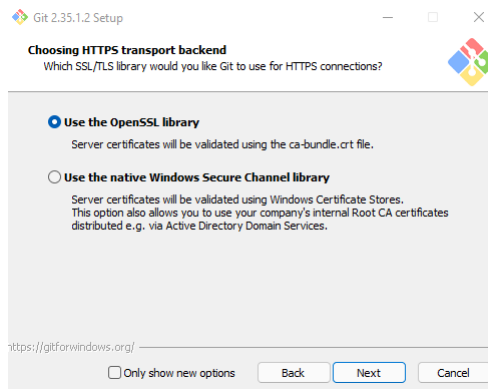 Git 2.35.1.2 Setup
Choosing HTTPS transport backend
Which SSL/TLS library would you like Git to use for HTTPS connections?
Use the OpenSSL library
Server certificates will be validated using the ca-bundle.crt file.
Use the native Windows Secure Channel library
Server certificates will be validated using Windows Certificate Stores.
This option also allows you to use your company's internal Root CA certificates
distributed e.g. via Active Directory Domain Services.
https://gitforwindows.org/
Only show new options
Back
Next
Cancel